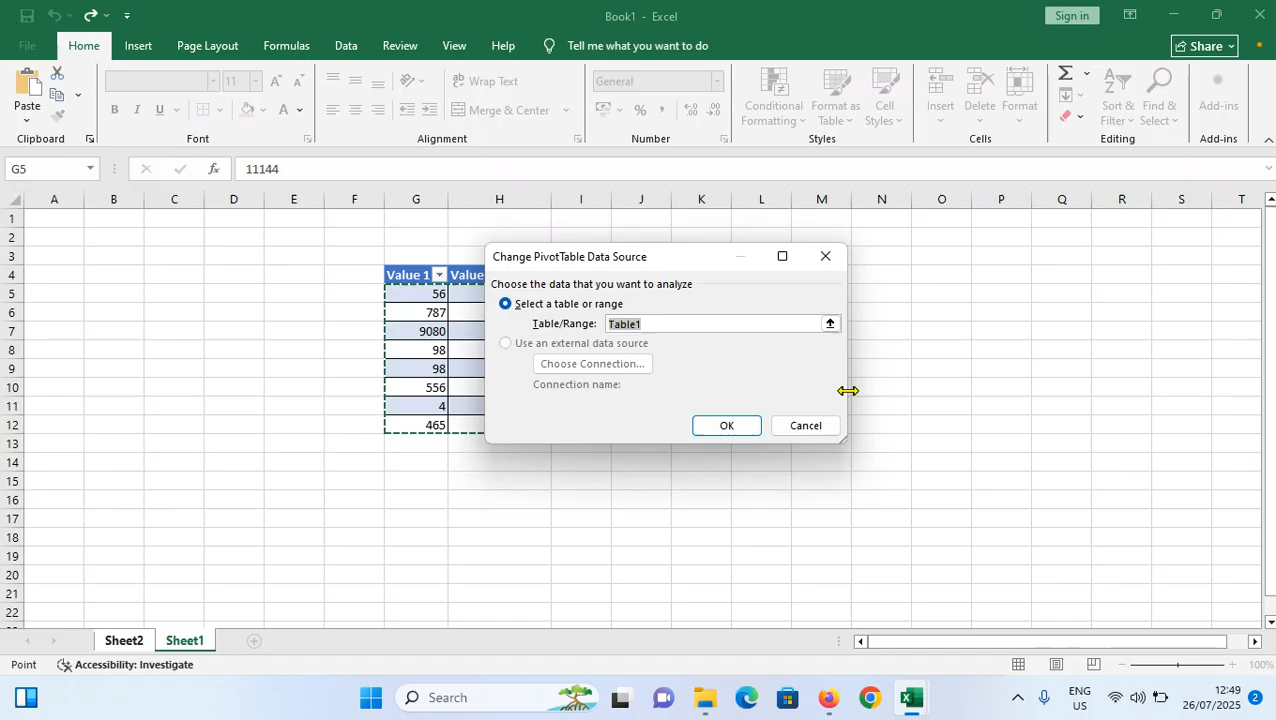 Book1 - Excel
Sign in
File Home Insert Page Layout Formulas Data Review View Help Tell me what you want to do Share
Paste
11
Wrap Text
Merge & Center
General
Conditional Formatting
Format as Table
Cell Styles
Insert
Delete
Format
Sort & Filter
Find & Select
Add-ins
Clipboard Font Alignment Number Styles Cells Editing Add-ins
G5 fx 11144
A B C D E F G H I J K L M N O P Q R S T
1
2
3
4 Value 1 Value
5 56
6 787
7 9080
8 98
9 98
10 556
11 4
12 465
13
14
15
16
17
18
19
20
21
22
Change PivotTable Data Source
Choose the data that you want to analyze
Select a table or range
Table/Range: Table1
Use an external data source
Choose Connection...
Connection name:
OK Cancel
Sheet2 Sheet1
Point Accessibility: Investigate 100%
Search
ENG
US
12:49
26/07/2025
2